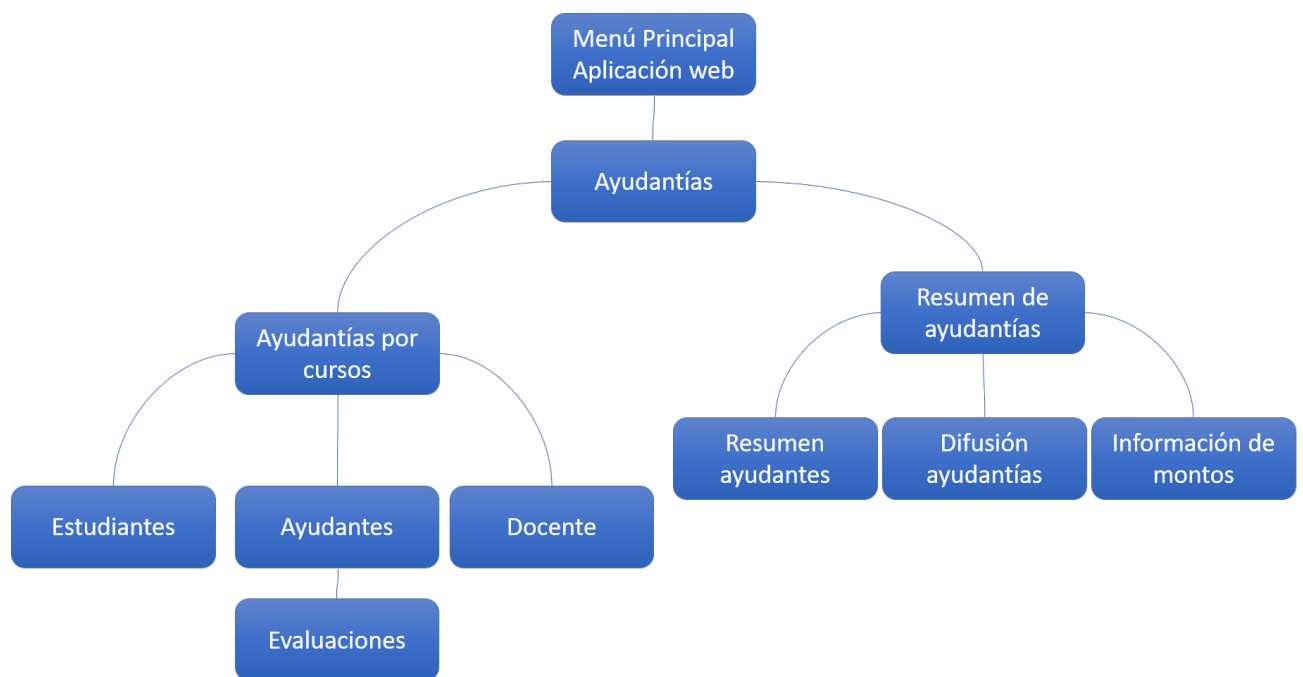 Menú Principal
Aplicación web
Ayudantías
Ayudantías por
cursos
Estudiantes
Ayudantes
Docente
Evaluaciones
Resumen de
ayudantías
Resumen
ayudantes
Difusión
ayudantías
Información de
montos